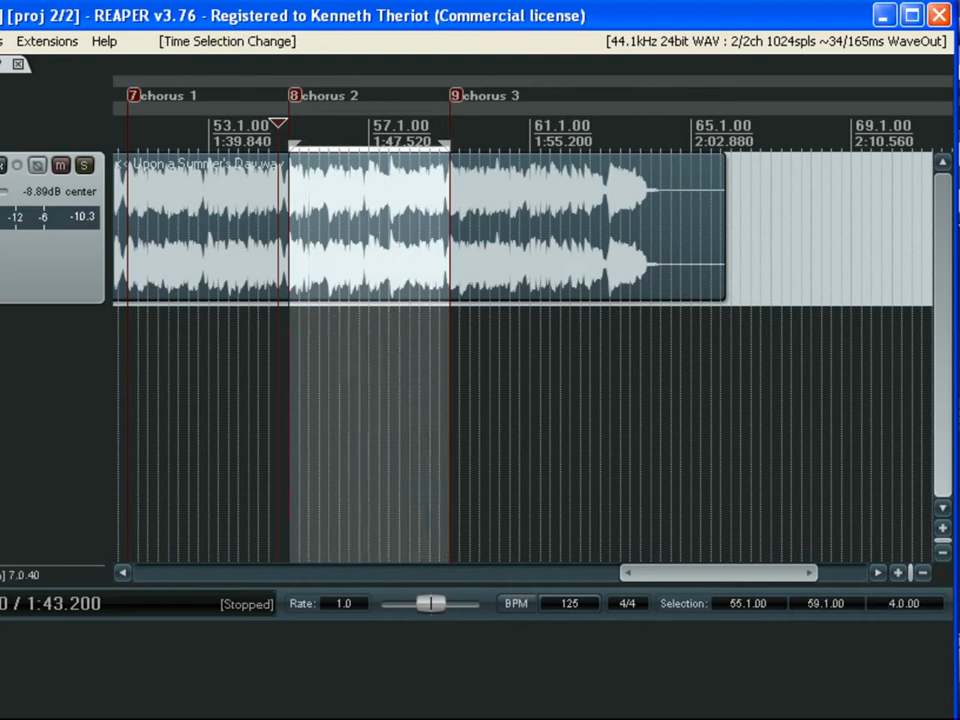 ] [proj 2/2] - REAPER v3.76 - Registered to Kenneth Theriot (Commercial license)
s Extensions Help [Time Selection Change] [44.1kHz 24bit WAV : 2/2ch 1024spls ~34/165ms WaveOut]
7 chorus 1 8 chorus 2 9 chorus 3
53.1.00 57.1.00 61.1.00 65.1.00 69.1.00
1:39.840 1:47.520 1:55.200 2:02.880 2:10.560
Upon a Summer's Day.wav
m S
-8.89dB center
-12 -6 -10.3
] 7.0.40
0 / 1:43.200 [Stopped] Rate: 1.0 BPM 125 4/4 Selection: 55.1.00 59.1.00 4.0.00